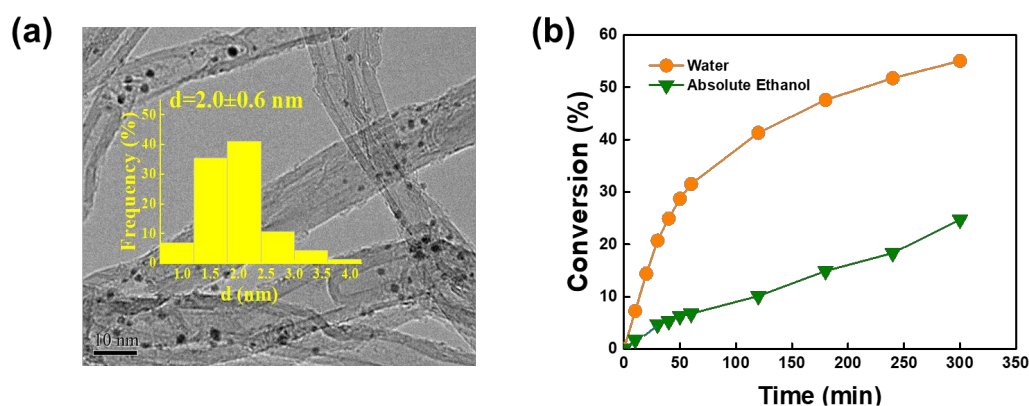 (a)
d=2.0±0.6 nm
Frequency (%)
50
40
30
20
10
0
1.0 1.5 2.0 2.5 3.0 3.5 4.0
d (nm)
10 nm
(b)
Water
Absolute Ethanol
Conversion (%)
60
50
40
30
20
10
0
0 50 100 150 200 250 300 350
Time (min)